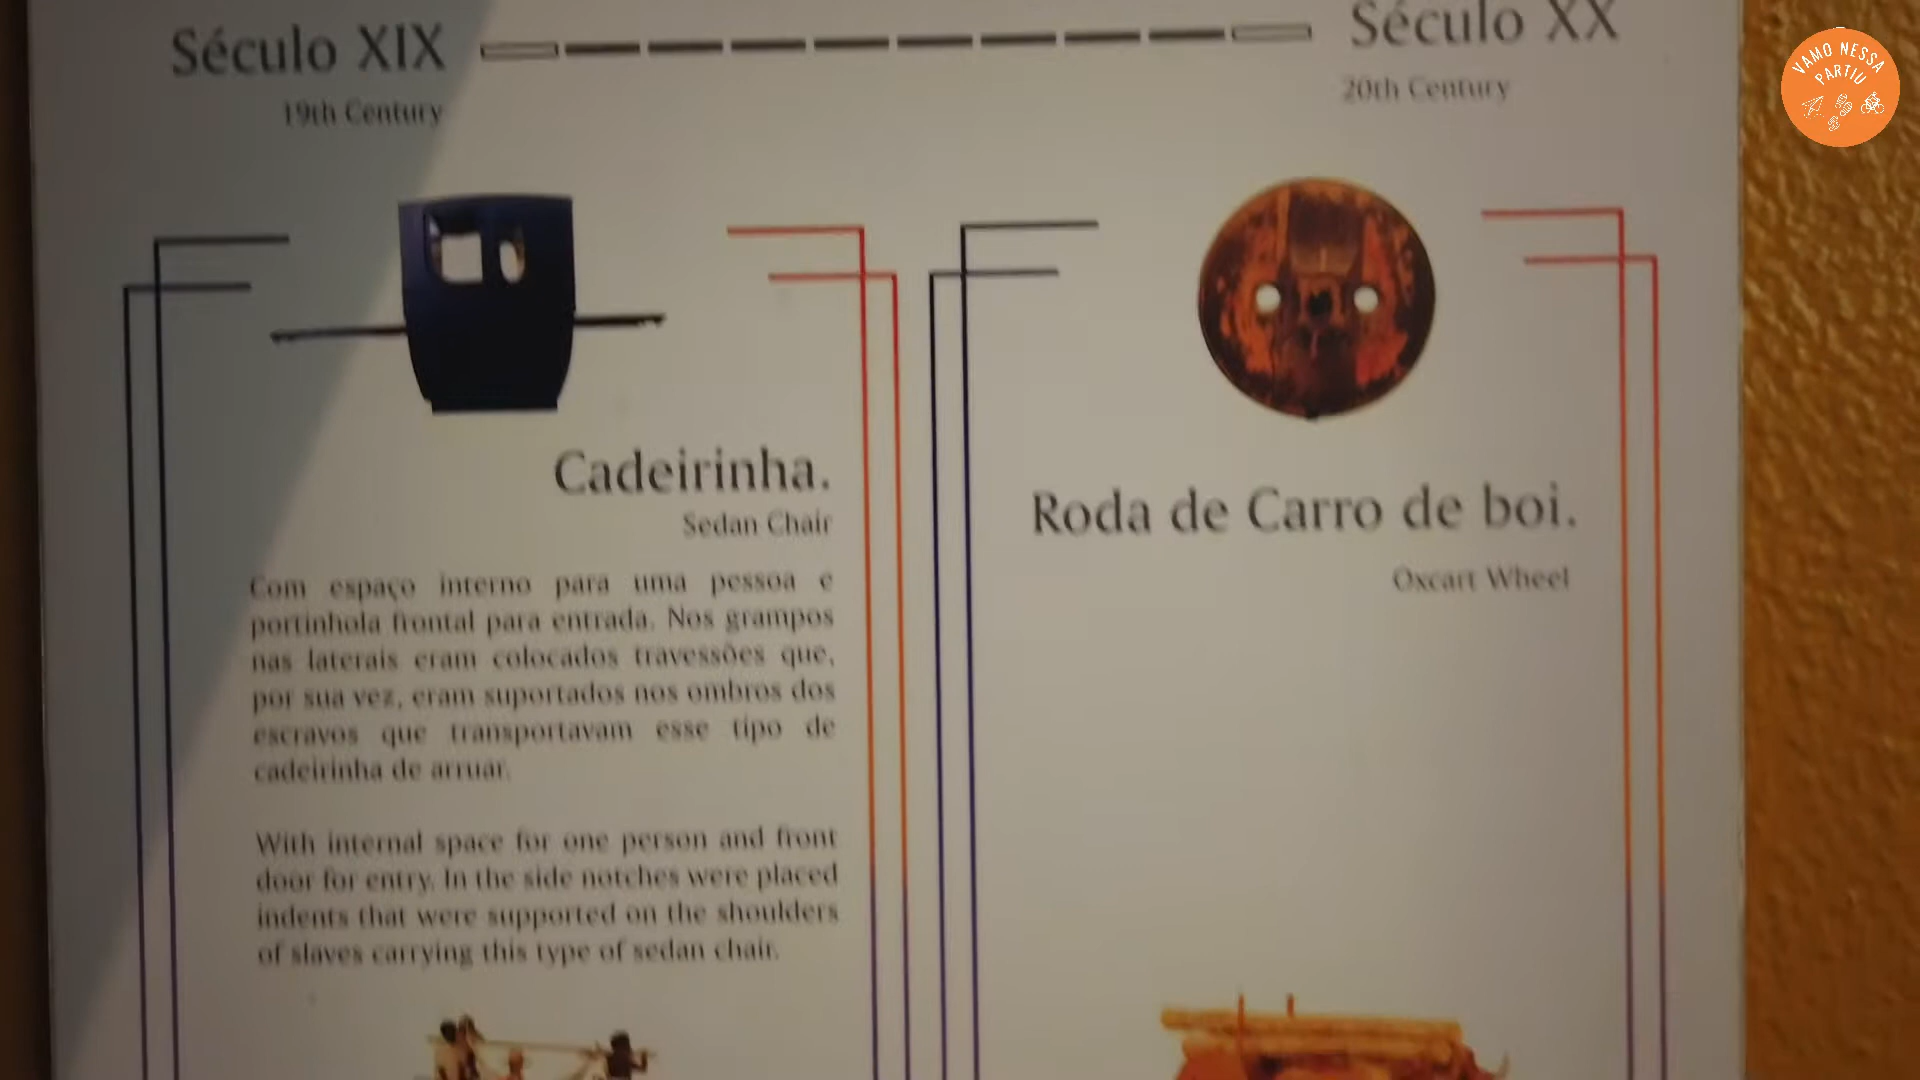 Século XIX
19th Century
Século XX
20th Century
VAMO NESSA
PARTIU
Cadeirinha.
Sedan Chair
Com espaço interno para uma pessoa e
portinhola frontal para entrada. Nos grampos
nas laterais eram colocados travessões que,
por sua vez, eram suportados nos ombros dos
escravos que transportavam esse tipo de
cadeirinha de arruar.
With internal space for one person and front
door for entry. In the side notches were placed
indents that were supported on the shoulders
of slaves carrying this type of sedan chair.
Roda de Carro de boi.
Oxcart Wheel